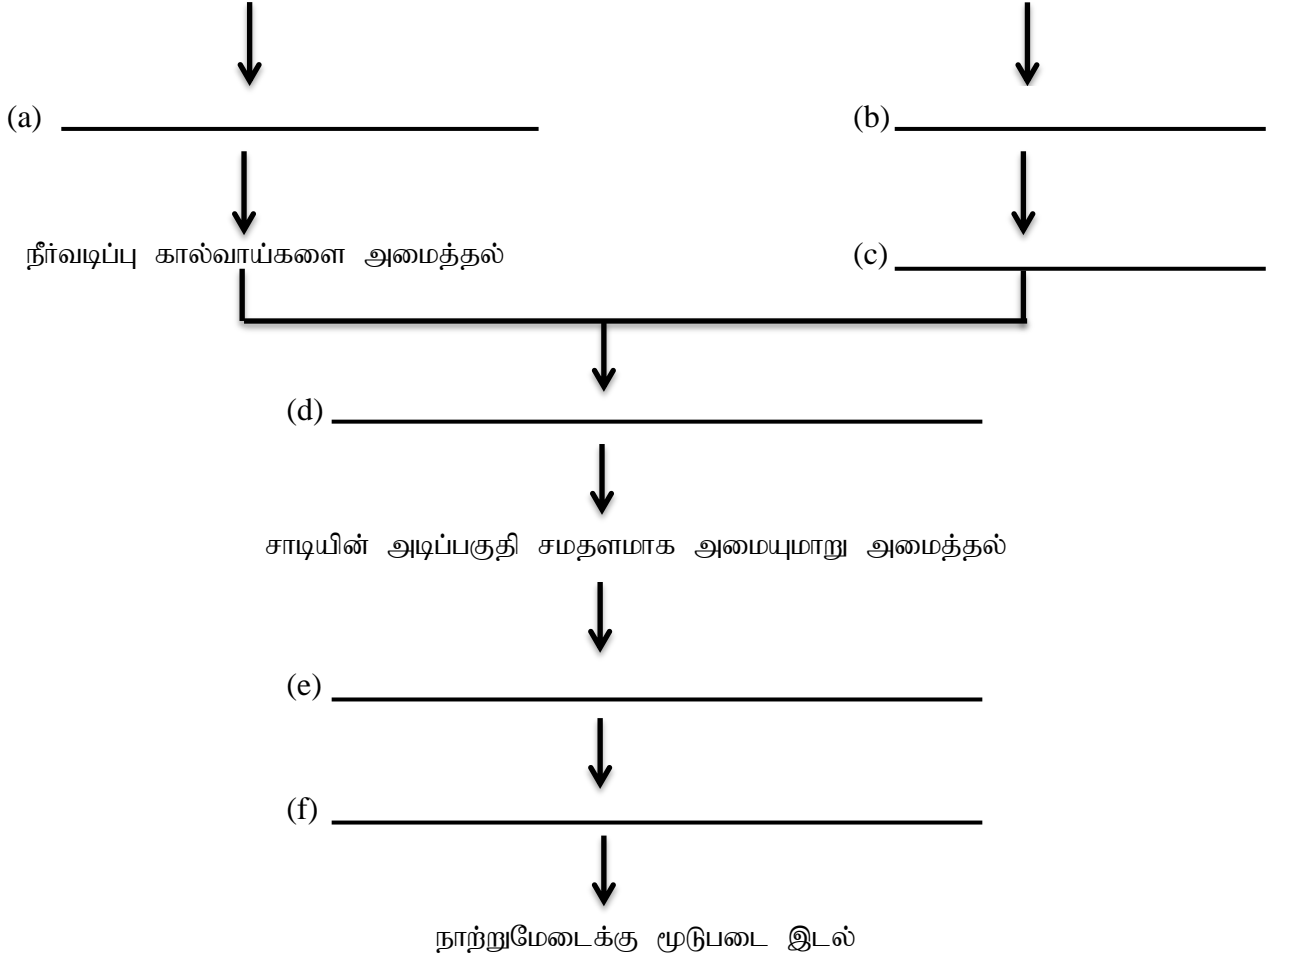 (a)
(b)
நீர்வடிப்பு கால்வாய்களை அமைத்தல்
(c)
(d)
சாடியின் அடிப்பகுதி சமதளமாக அமையுமாறு அமைத்தல்
(e)
(f)
நாற்றுமேடைக்கு மூடுபடை இடல்